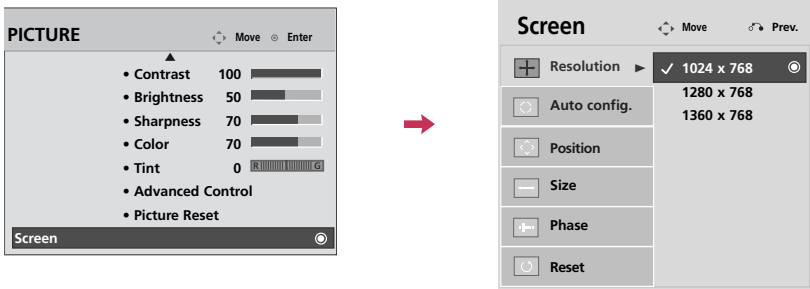 PICTURE
Move Enter
• Contrast 100
• Brightness 50
• Sharpness 70
• Color 70
• Tint 0 R G
• Advanced Control
• Picture Reset
Screen
Screen
Move Prev.
Resolution
1024 x 768
1280 x 768
1360 x 768
Auto config.
Position
Size
Phase
Reset